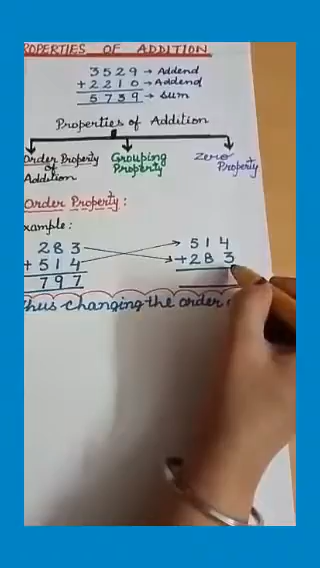 PROPERTIES OF ADDITION
3529 → Addend
+2210 → Addend
5739 → Sum
Properties of Addition
Order Property of Addition
Grouping Property
Zero Property
Order Property:
Example:
283
+514
797
514
+283
Thus changing the order